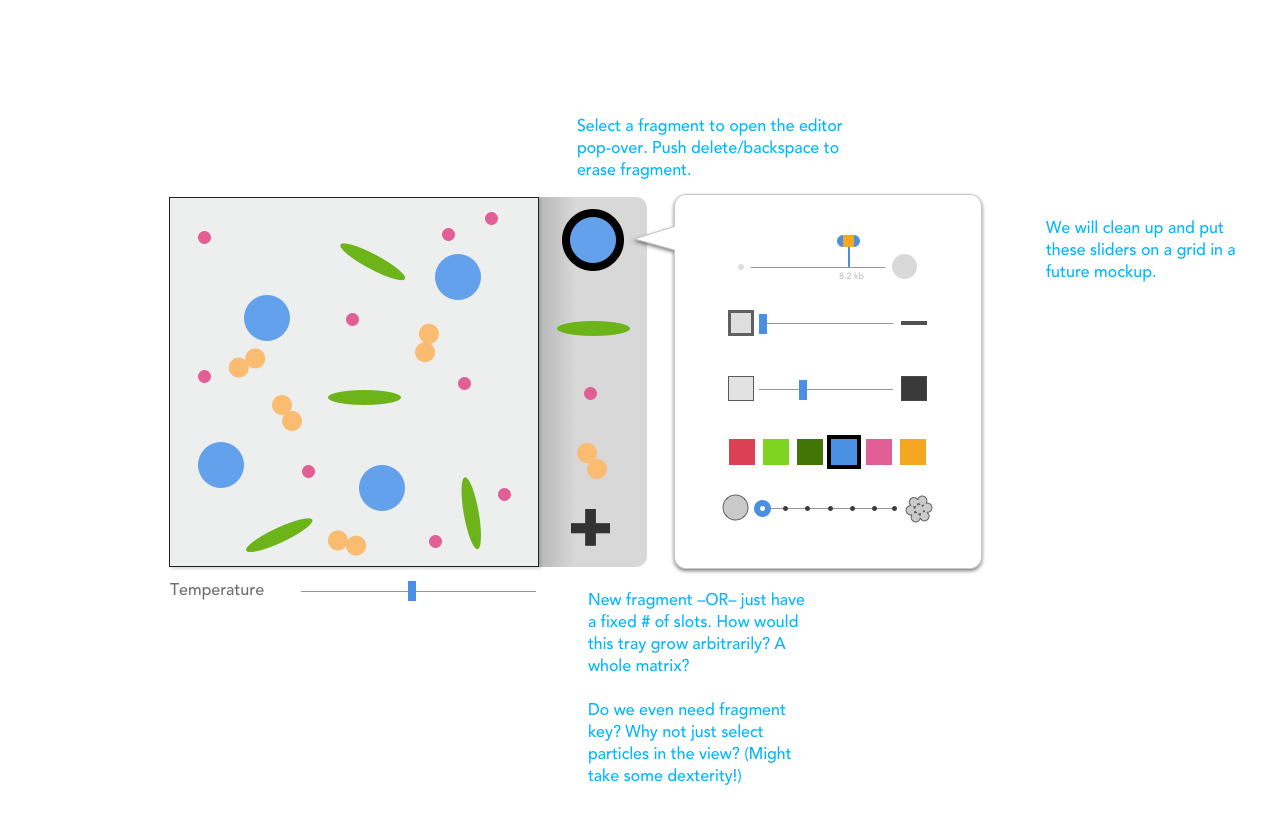 Select a fragment to open the editor
pop-over. Push delete/backspace to
erase fragment.
We will clean up and put
these sliders on a grid in a
future mockup.
8.2 kb
Temperature
New fragment –OR– just have
a fixed # of slots. How would
this tray grow arbitrarily? A
whole matrix?
Do we even need fragment
key? Why not just select
particles in the view? (Might
take some dexterity!)